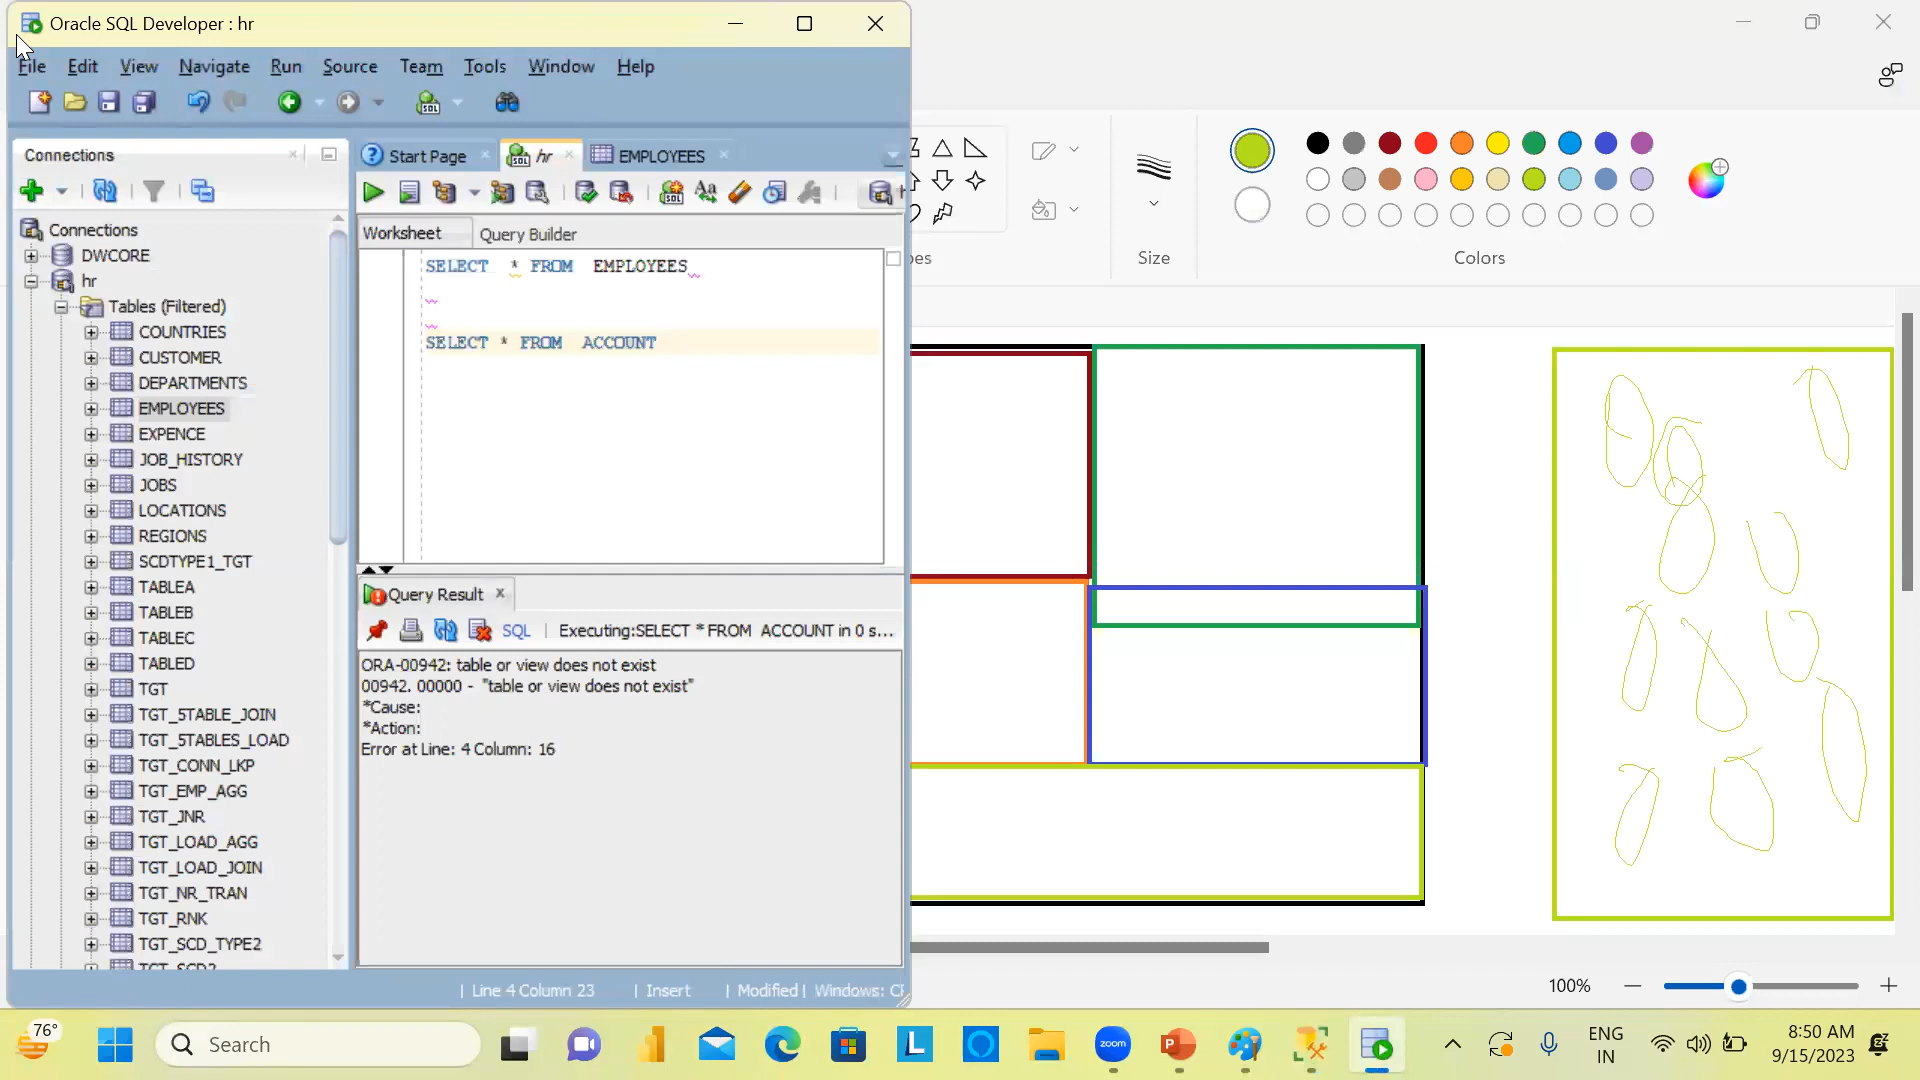 Oracle SQL Developer : hr
File Edit View Navigate Run Source Team Tools Window Help
Connections
Start Page
hr
EMPLOYEES
Worksheet
Query Builder
Connections
DWCORE
hr
Tables (Filtered)
COUNTRIES
CUSTOMER
DEPARTMENTS
EMPLOYEES
EXPENCE
JOB_HISTORY
JOBS
LOCATIONS
REGIONS
SCDTYPE1_TGT
TABLEA
TABLEB
TABLEC
TABLED
TGT
TGT_5TABLE_JOIN
TGT_5TABLES_LOAD
TGT_CONN_LKP
TGT_EMP_AGG
TGT_JNR
TGT_LOAD_AGG
TGT_LOAD_JOIN
TGT_NR_TRAN
TGT_RNK
TGT_SCD_TYPE2
SELECT * FROM EMPLOYEES
SELECT * FROM ACCOUNT
Query Result
SQL | Executing:SELECT * FROM ACCOUNT in 0 s...
ORA-00942: table or view does not exist
00942. 00000 - "table or view does not exist"
*Cause:
*Action:
Error at Line: 4 Column: 16
| Line 4 Column 23 | Insert | Modified | Windows: C
Size
Colors
100%
76°
Search
zoom
ENG
IN
8:50 AM
9/15/2023